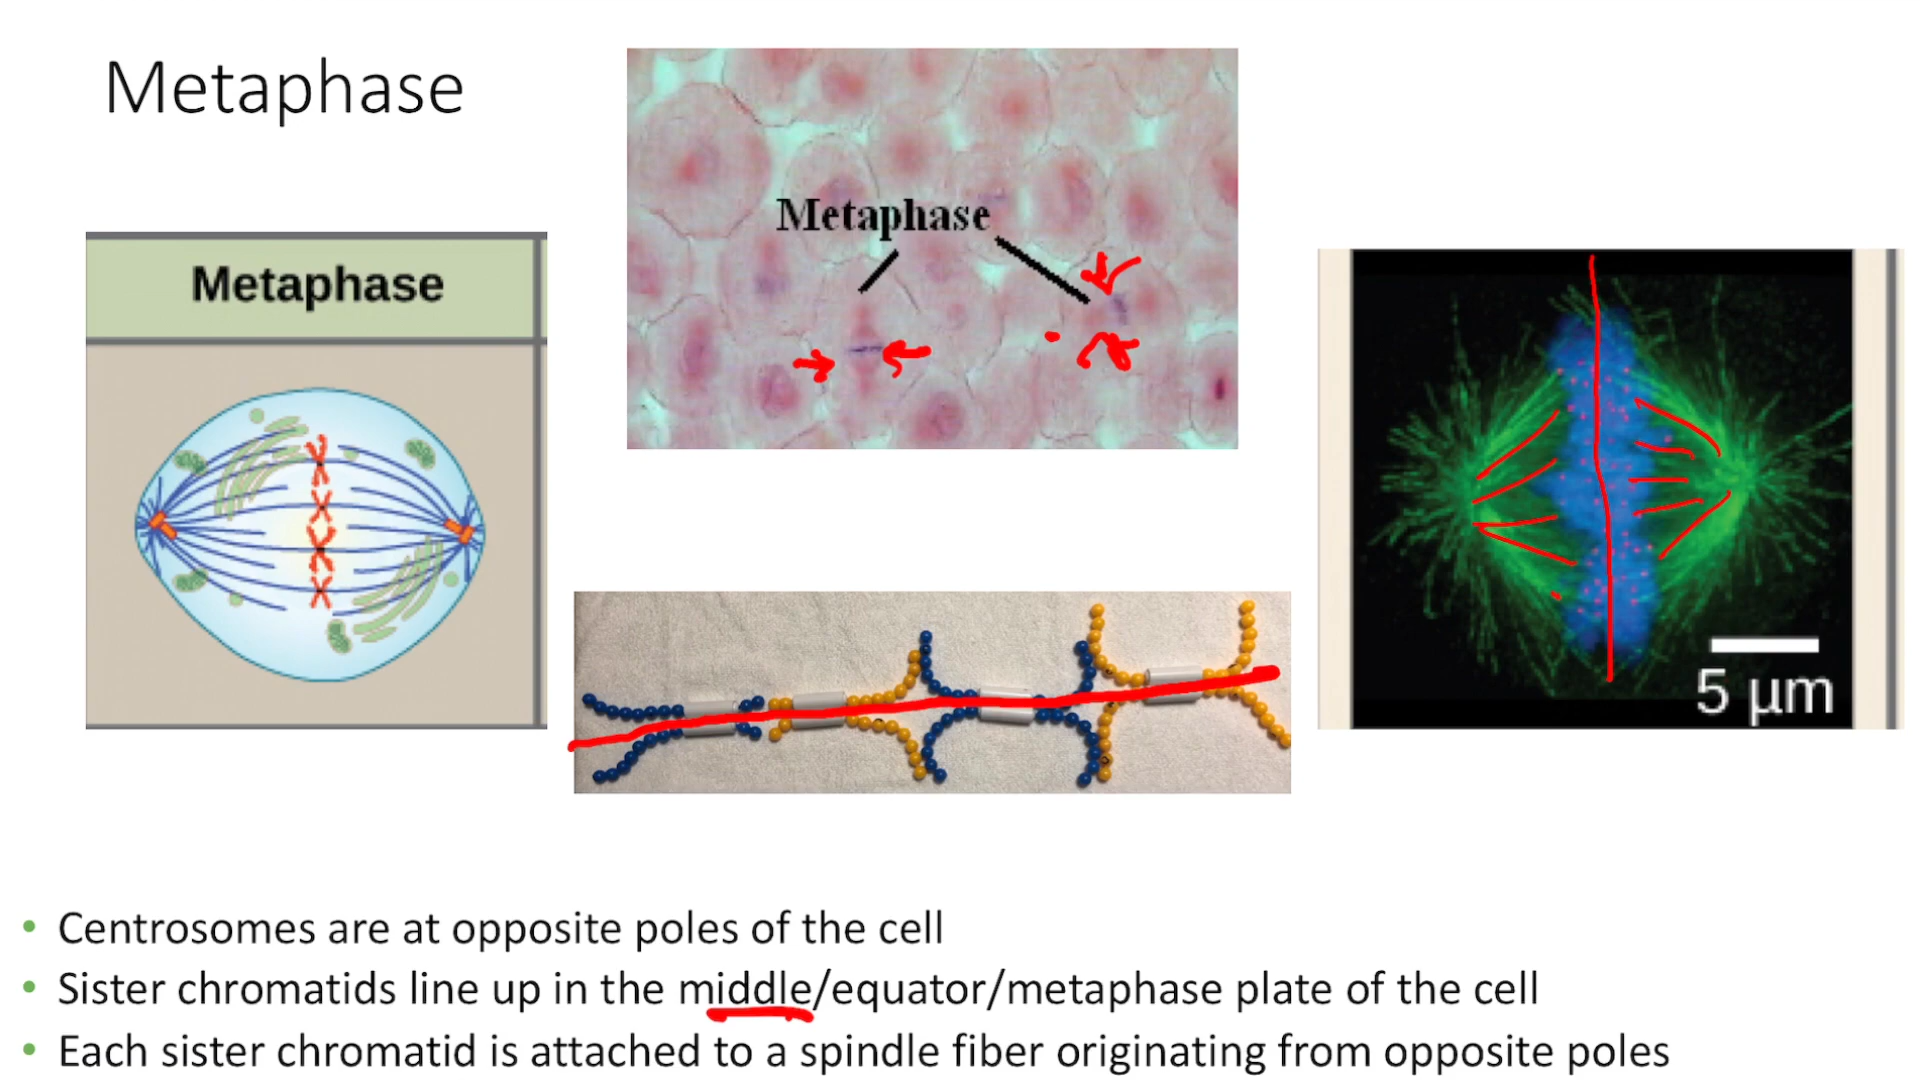 Metaphase
Metaphase
Metaphase
5 μm
• Centrosomes are at opposite poles of the cell
• Sister chromatids line up in the middle/equator/metaphase plate of the cell
• Each sister chromatid is attached to a spindle fiber originating from opposite poles